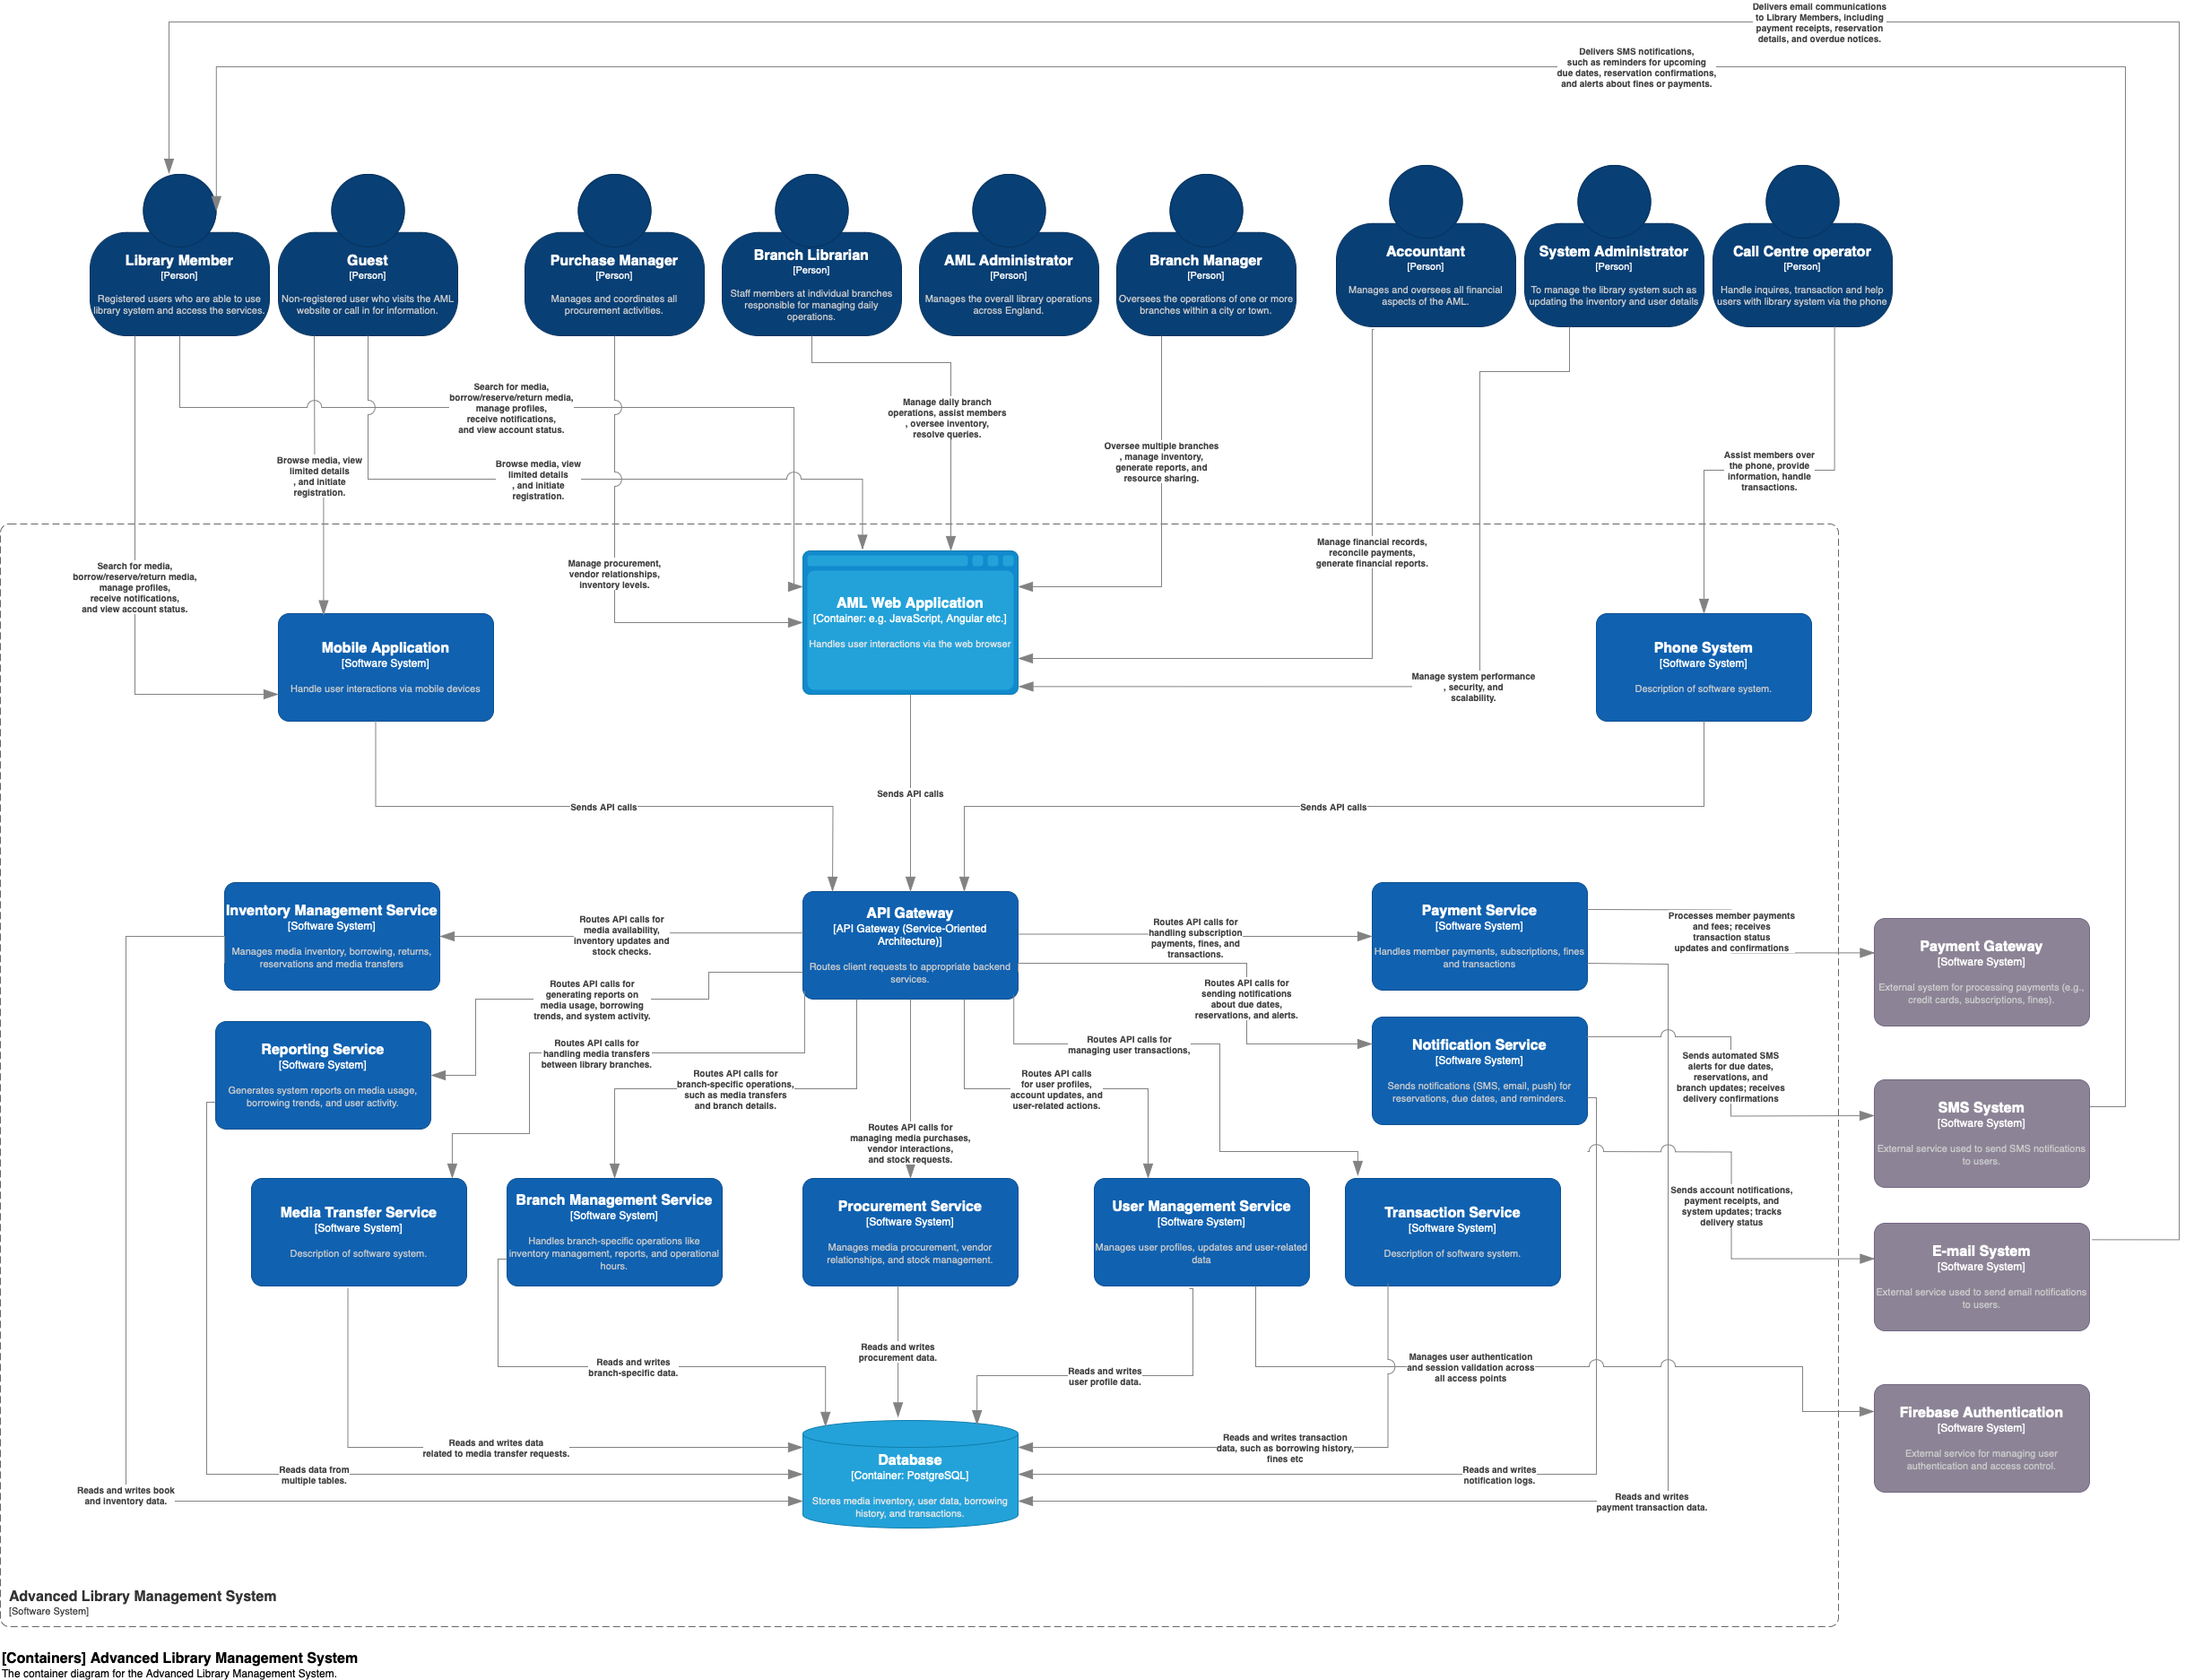 Delivers email communications
to Library Members, including
payment receipts, reservation
details, and overdue notices.
Delivers SMS notifications,
such as reminders for upcoming
due dates, reservation confirmations,
and alerts about fines or payments.
Library Member
[Person]
Registered users who are able to use
library system and access the services.
Guest
[Person]
Non-registered user who visits the AML
website or call in for information.
Purchase Manager
[Person]
Manages and coordinates all
procurement activities.
Branch Librarian
[Person]
Staff members at individual branches
responsible for managing daily
operations.
AML Administrator
[Person]
Manages the overall library operations
across England.
Branch Manager
[Person]
Oversees the operations of one or more
branches within a city or town.
Accountant
[Person]
Manages and oversees all financial
aspects of the AML.
System Administrator
[Person]
To manage the library system such as
updating the inventory and user details
Call Centre operator
[Person]
Handle inquires, transaction and help
users with library system via the phone
Search for media,
borrow/reserve/return media,
manage profiles,
receive notifications,
and view account status.
Manage daily branch
operations, assist members
, oversee inventory,
resolve queries.
Browse media, view
limited details
, and initiate
registration.
Browse media, view
limited details
, and initiate
registration.
Oversee multiple branches
, manage inventory,
generate reports, and
resource sharing.
Assist members over
the phone, provide
information, handle
transactions.
Search for media,
borrow/reserve/return media,
manage profiles,
receive notifications,
and view account status.
Manage procurement,
vendor relationships,
inventory levels.
Manage financial records,
reconcile payments,
generate financial reports.
AML Web Application
[Container: e.g. JavaScript, Angular etc.]
Handles user interactions via the web browser
Mobile Application
[Software System]
Handle user interactions via mobile devices
Phone System
[Software System]
Description of software system.
Manage system performance
, security, and
scalability.
Sends API calls
Sends API calls
Sends API calls
Inventory Management Service
[Software System]
Manages media inventory, borrowing, returns,
reservations and media transfers
Routes API calls for
media availability,
inventory updates and
stock checks.
API Gateway
[API Gateway (Service-Oriented
Architecture)]
Routes client requests to appropriate backend
services.
Routes API calls for
handling subscription
payments, fines, and
transactions.
Payment Service
[Software System]
Handles member payments, subscriptions, fines
and transactions
Processes member payments
and fees; receives
transaction status
updates and confirmations
Payment Gateway
[Software System]
External system for processing payments (e.g.,
credit cards, subscriptions, fines).
Routes API calls for
generating reports on
media usage, borrowing
trends, and system activity.
Routes API calls for
sending notifications
about due dates,
reservations, and alerts.
Reporting Service
[Software System]
Generates system reports on media usage,
borrowing trends, and user activity.
Routes API calls for
handling media transfers
between library branches.
Routes API calls for
managing user transactions,
Notification Service
[Software System]
Sends notifications (SMS, email, push) for
reservations, due dates, and reminders.
Sends automated SMS
alerts for due dates,
reservations, and
branch updates; receives
delivery confirmations
SMS System
[Software System]
External service used to send SMS notifications
to users.
Routes API calls for
branch-specific operations,
such as media transfers
and branch details.
Routes API calls
for user profiles,
account updates, and
user-related actions.
Routes API calls for
managing media purchases,
vendor interactions,
and stock requests.
Media Transfer Service
[Software System]
Description of software system.
Branch Management Service
[Software System]
Handles branch-specific operations like
inventory management, reports, and operational
hours.
Procurement Service
[Software System]
Manages media procurement, vendor
relationships, and stock management.
User Management Service
[Software System]
Manages user profiles, updates and user-related
data
Transaction Service
[Software System]
Description of software system.
Sends account notifications,
payment receipts, and
system updates; tracks
delivery status
E-mail System
[Software System]
External service used to send email notifications
to users.
Reads and writes
branch-specific data.
Reads and writes
procurement data.
Reads and writes
user profile data.
Manages user authentication
and session validation across
all access points
Firebase Authentication
[Software System]
External service for managing user
authentication and access control.
Reads and writes data
related to media transfer requests.
Reads data from
multiple tables.
Reads and writes book
and inventory data.
Database
[Container: PostgreSQL]
Stores media inventory, user data, borrowing
history, and transactions.
Reads and writes transaction
data, such as borrowing history,
fines etc
Reads and writes
notification logs.
Reads and writes
payment transaction data.
Advanced Library Management System
[Software System]
[Containers] Advanced Library Management System
The container diagram for the Advanced Library Management System.